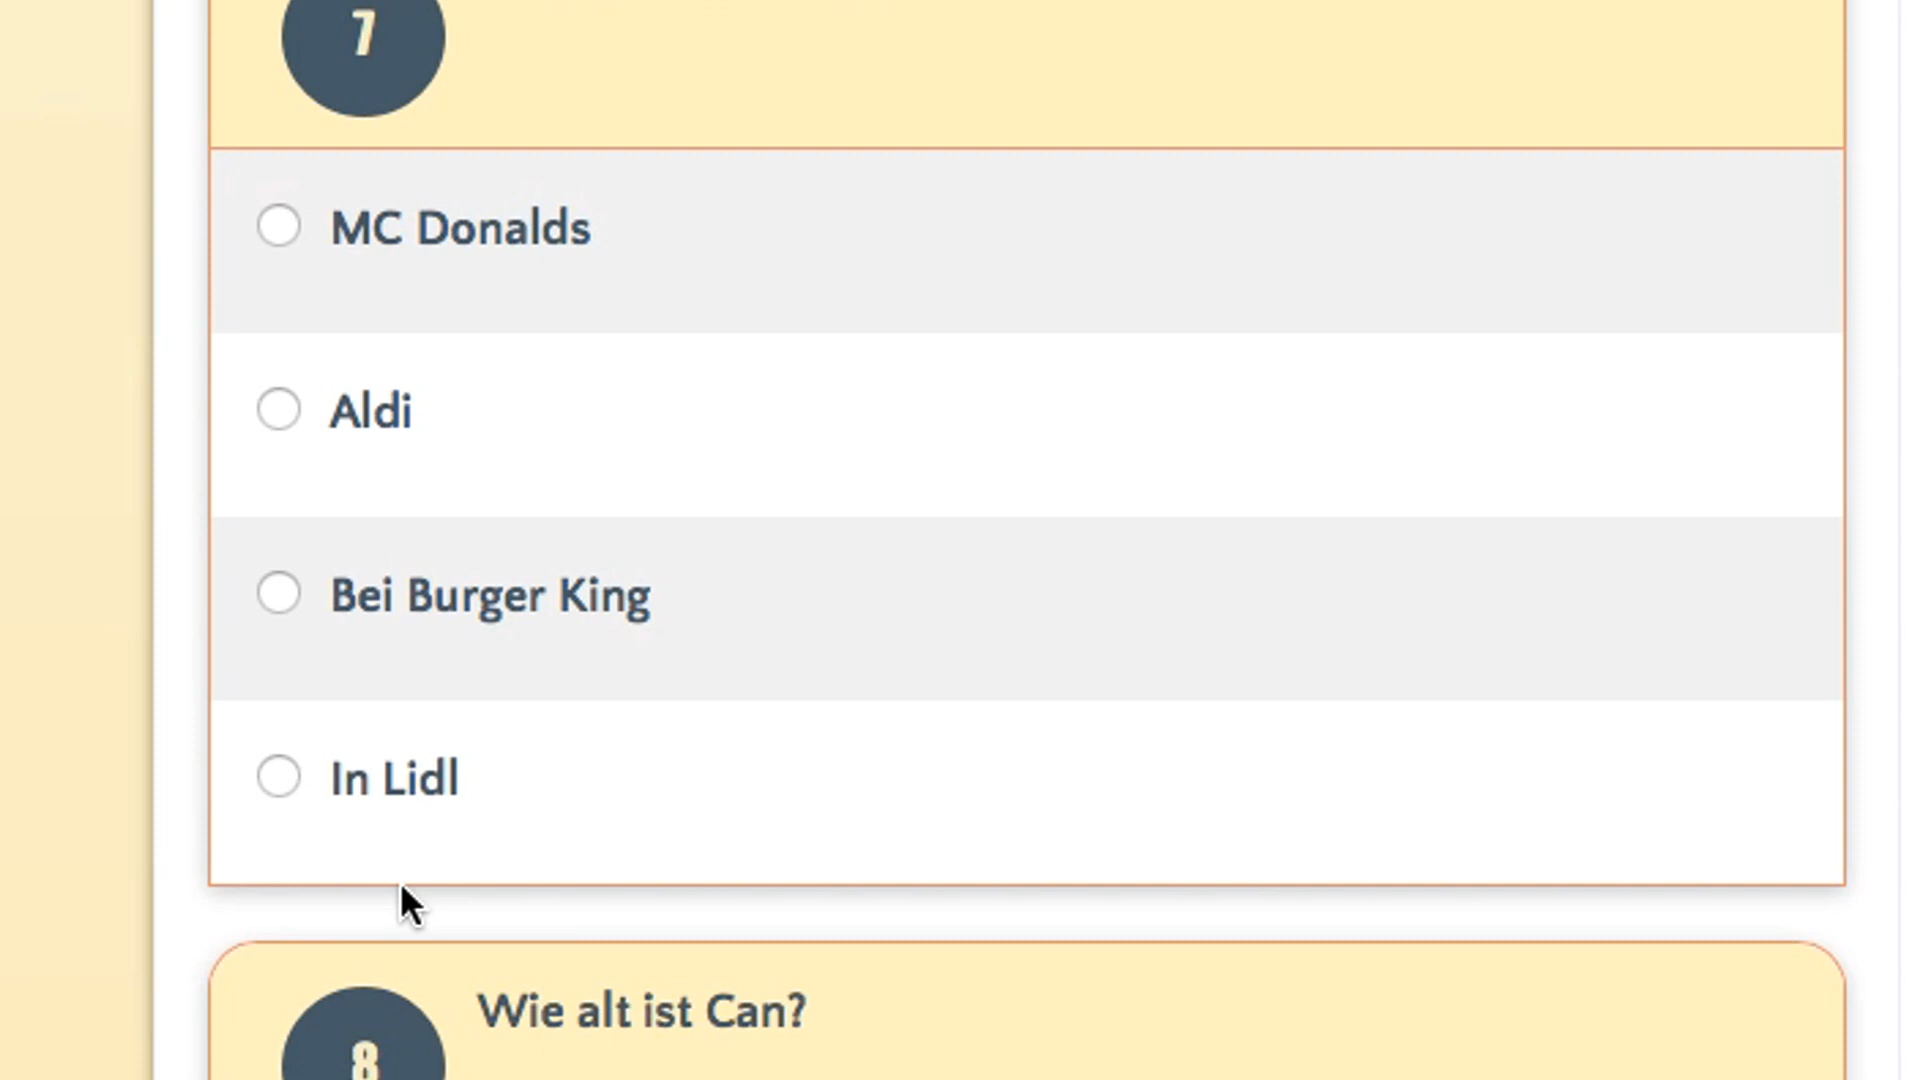 7
MC Donalds
Aldi
Bei Burger King
In Lidl
Wie alt ist Can?
8